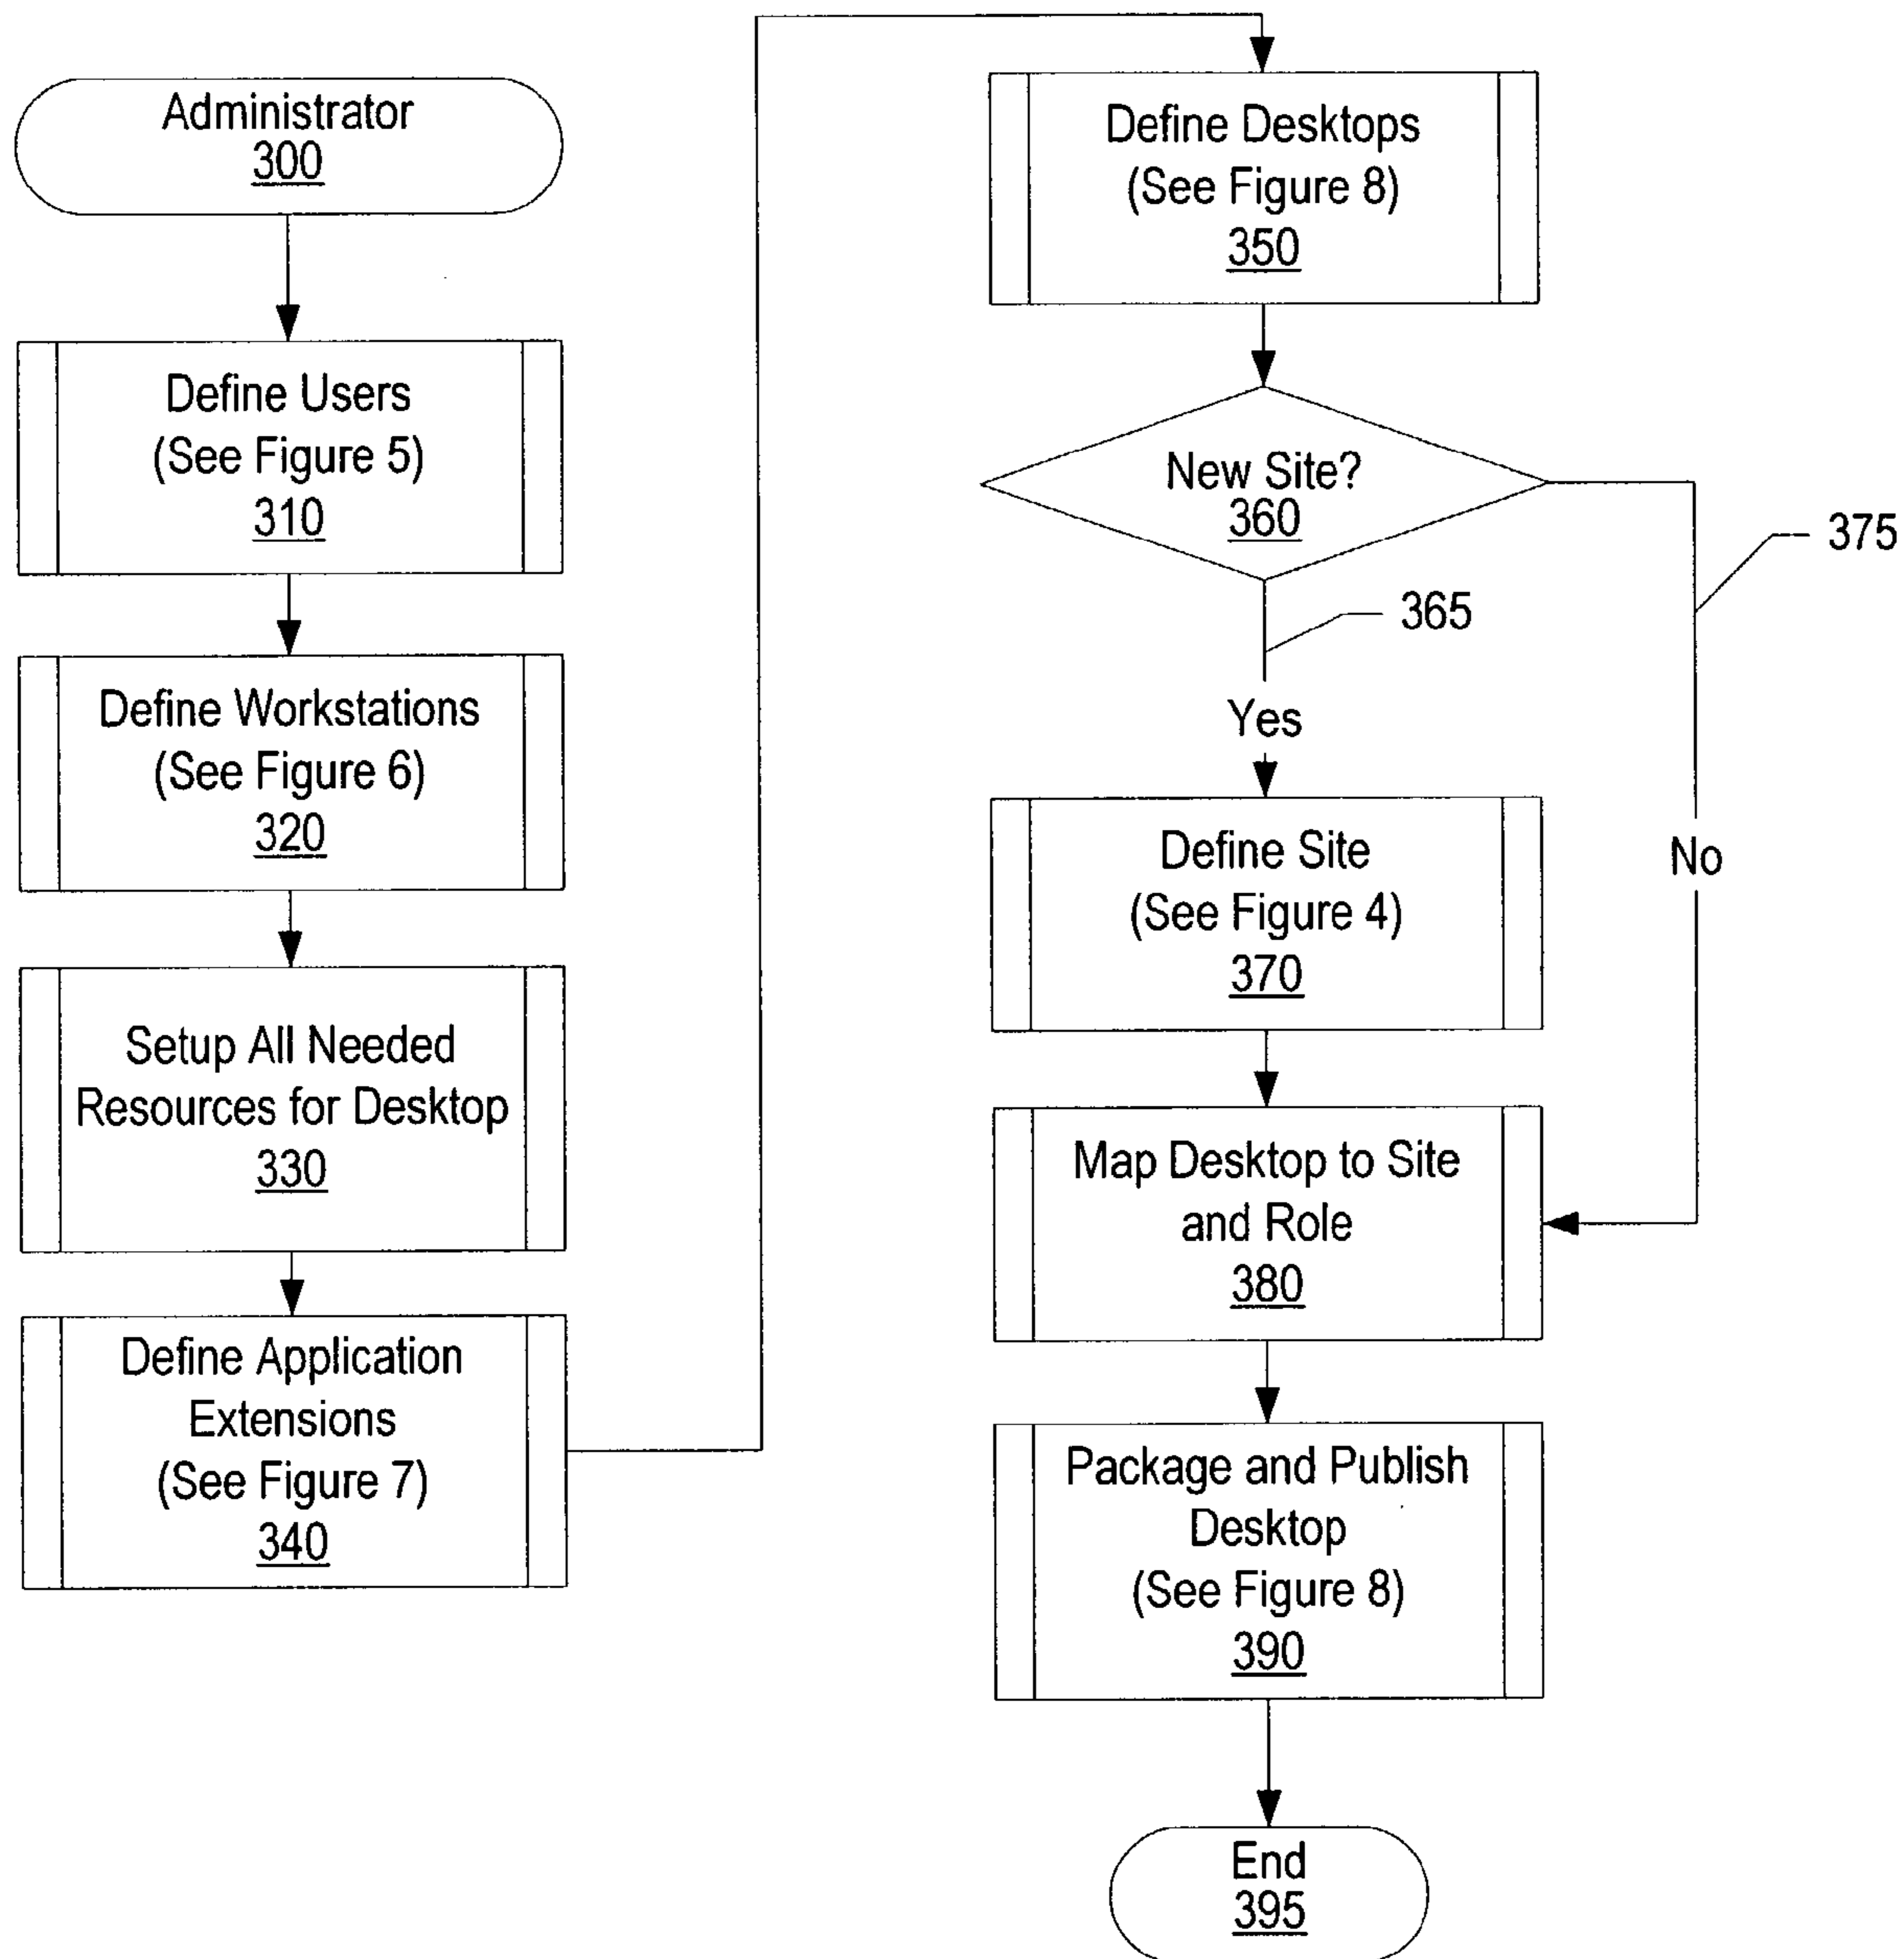 Administrator
300
Define Users
(See Figure 5)
310
Define Workstations
(See Figure 6)
320
Setup All Needed
Resources for Desktop
330
Define Application
Extensions
(See Figure 7)
340
Define Desktops
(See Figure 8)
350
New Site?
360
375
365
Yes
No
Define Site
(See Figure 4)
370
Map Desktop to Site
and Role
380
Package and Publish
Desktop
(See Figure 8)
390
End
395